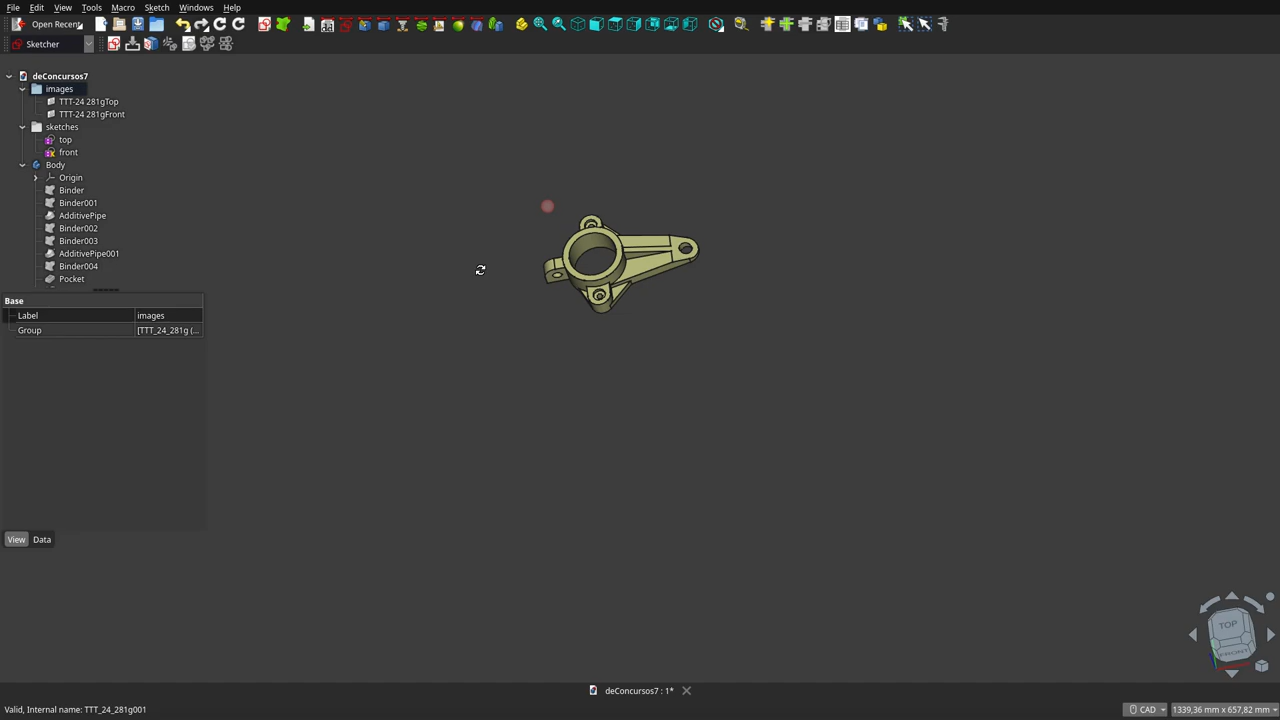 File Edit View Tools Macro Sketch Windows Help
Open Recent
Sketcher
deConcursos7
images
TTT-24 281gTop
TTT-24 281gFront
sketches
top
front
Body
Origin
Binder
Binder001
AdditivePipe
Binder002
Binder003
AdditivePipe001
Binder004
Pocket
Base
Label images
Group [TTT_24_281g (...
View Data
TOP
FRONT
deConcursos7 : 1*
Valid, Internal name: TTT_24_281g001
CAD 1339,36 mm x 657,82 mm